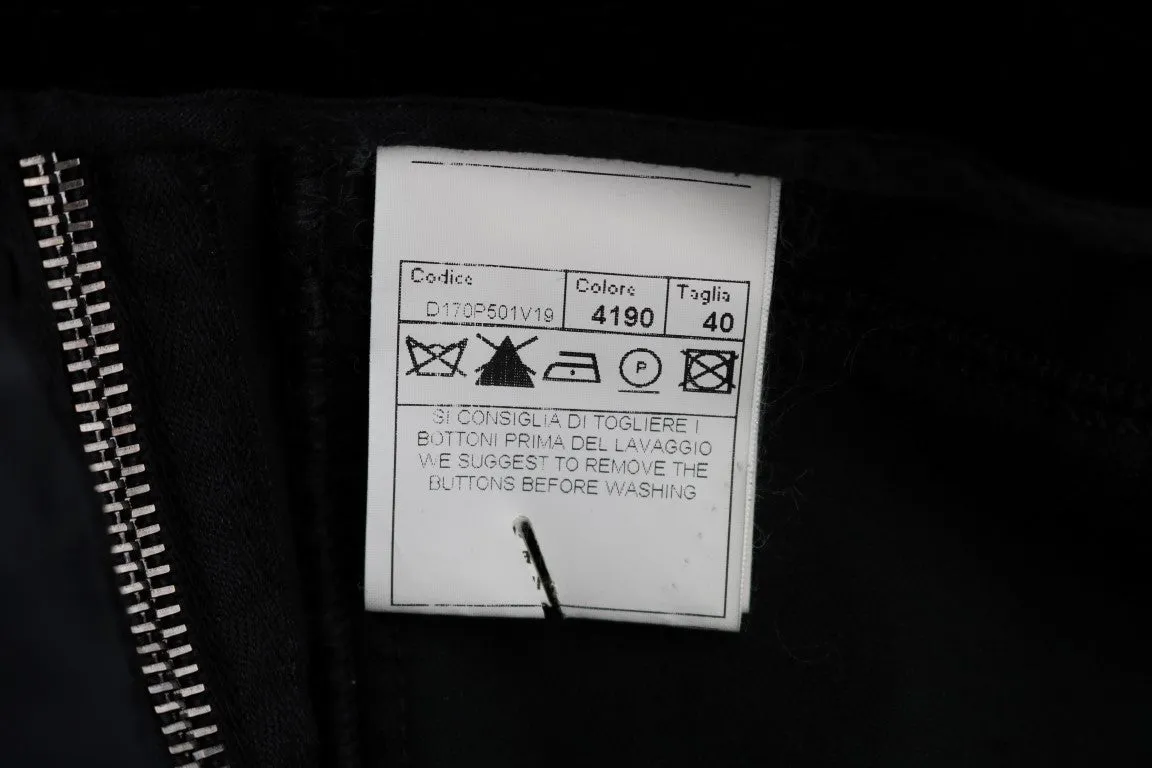 Codice Colore Taglia
D170P501V19 4190 40
P
SI CONSIGLIA DI TOGLIERE I
BOTTONI PRIMA DEL LAVAGGIO
WE SUGGEST TO REMOVE THE
BUTTONS BEFORE WASHING